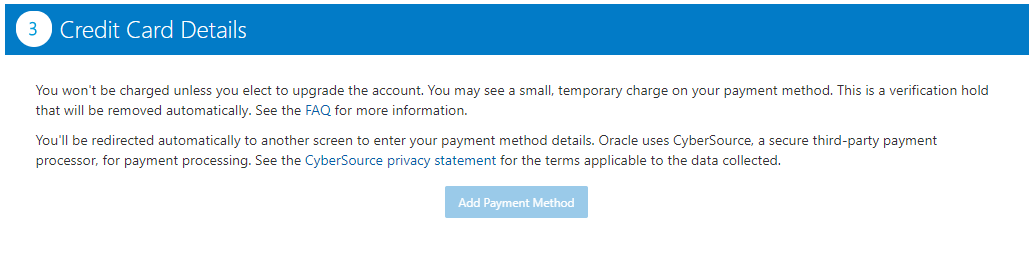 3 Credit Card Details
You won't be charged unless you elect to upgrade the account. You may see a small, temporary charge on your payment method. This is a verification hold
that will be removed automatically. See the FAQ for more information.
You'll be redirected automatically to another screen to enter your payment method details. Oracle uses CyberSource, a secure third-party payment
processor, for payment processing. See the CyberSource privacy statement for the terms applicable to the data collected.
Add Payment Method